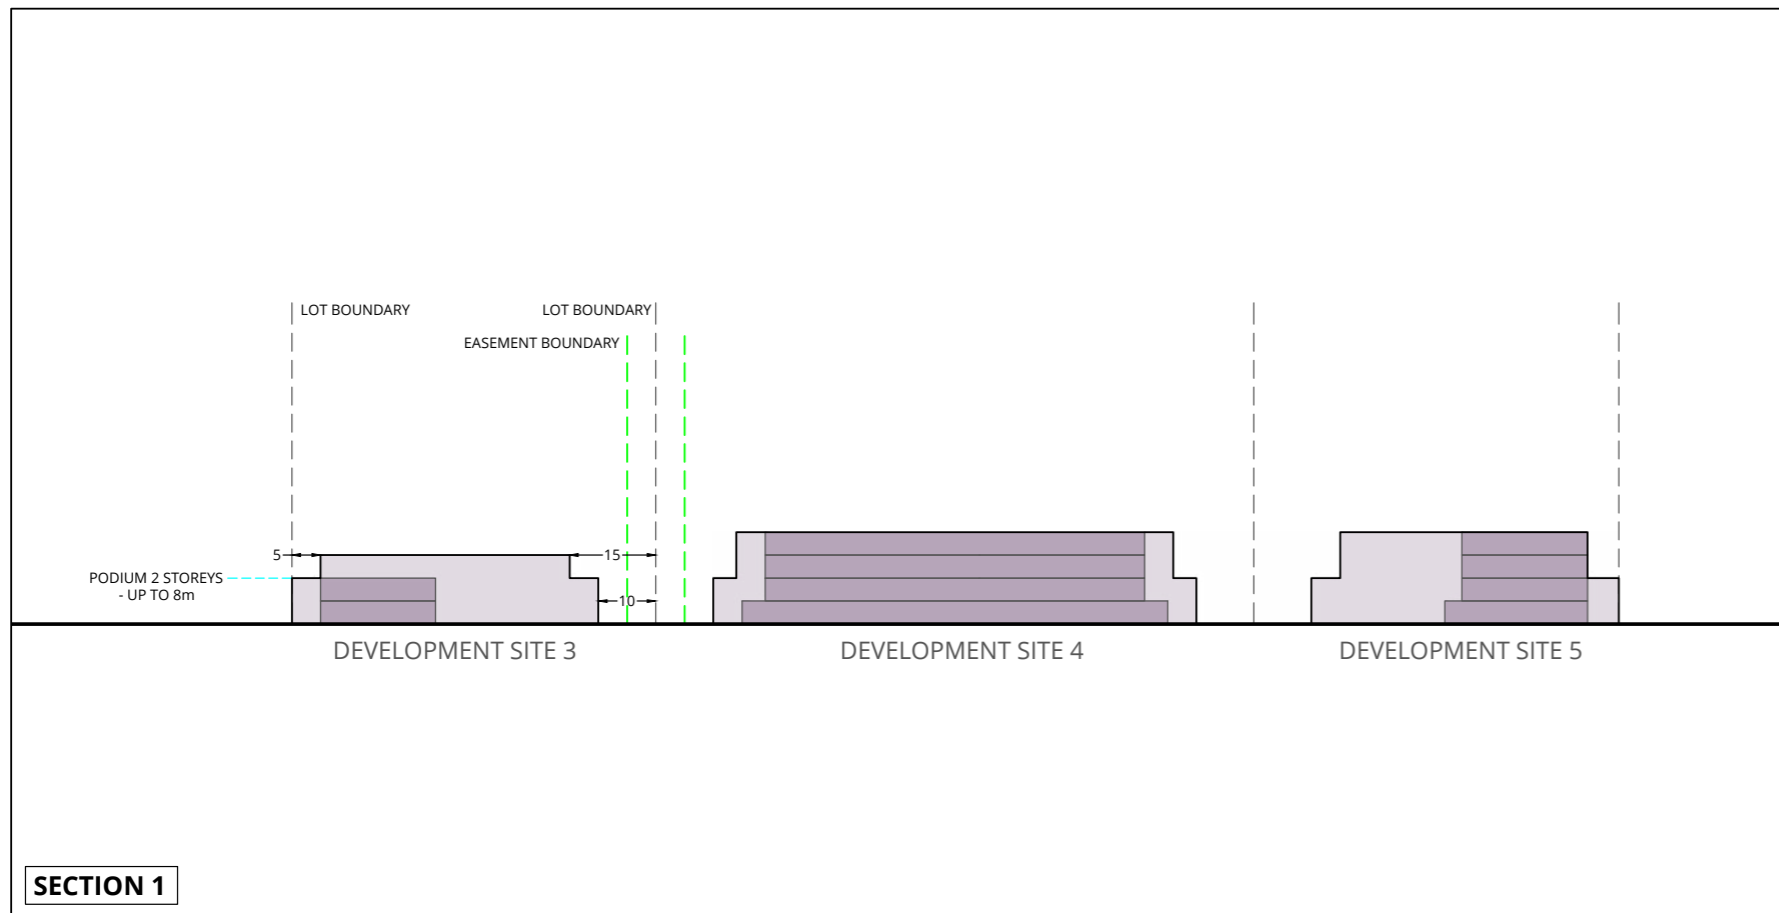 LOT BOUNDARY
LOT BOUNDARY
EASEMENT BOUNDARY
5
15
PODIUM 2 STOREYS
- UP TO 8m
10
DEVELOPMENT SITE 3
DEVELOPMENT SITE 4
DEVELOPMENT SITE 5
SECTION 1